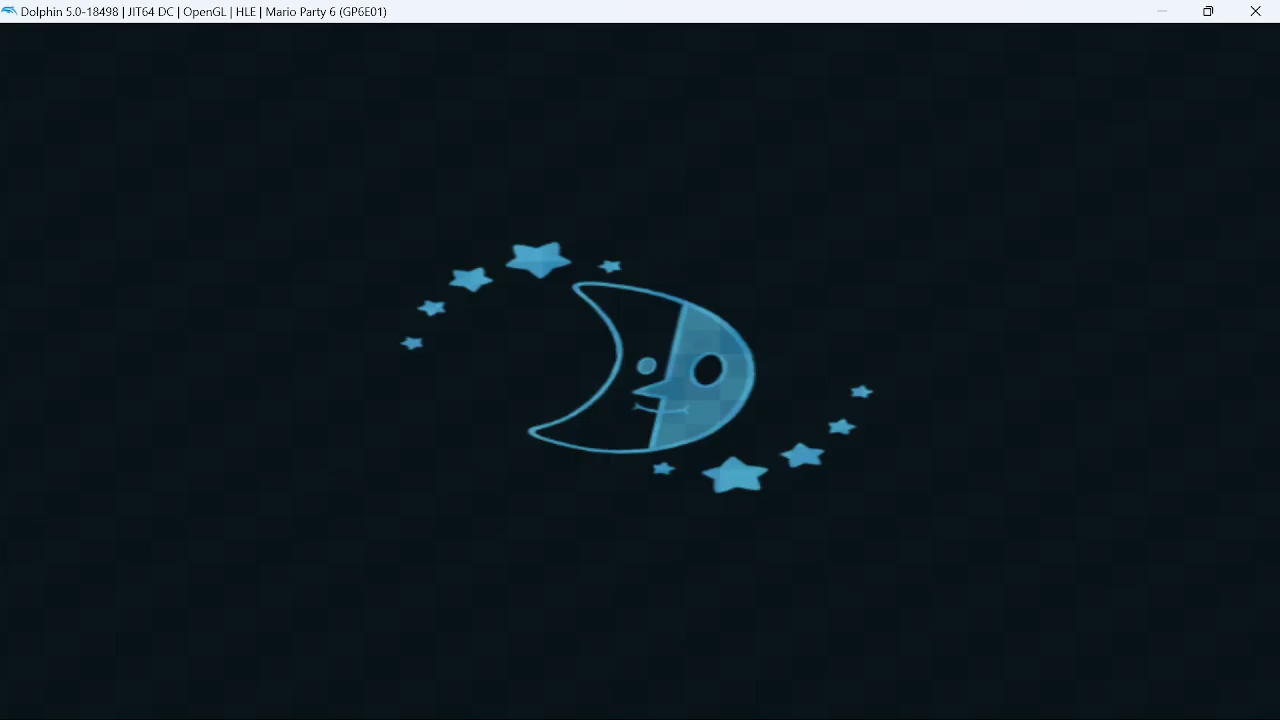 Dolphin 5.0-18498 | JIT64 DC | OpenGL | HLE | Mario Party 6 (GP6E01)